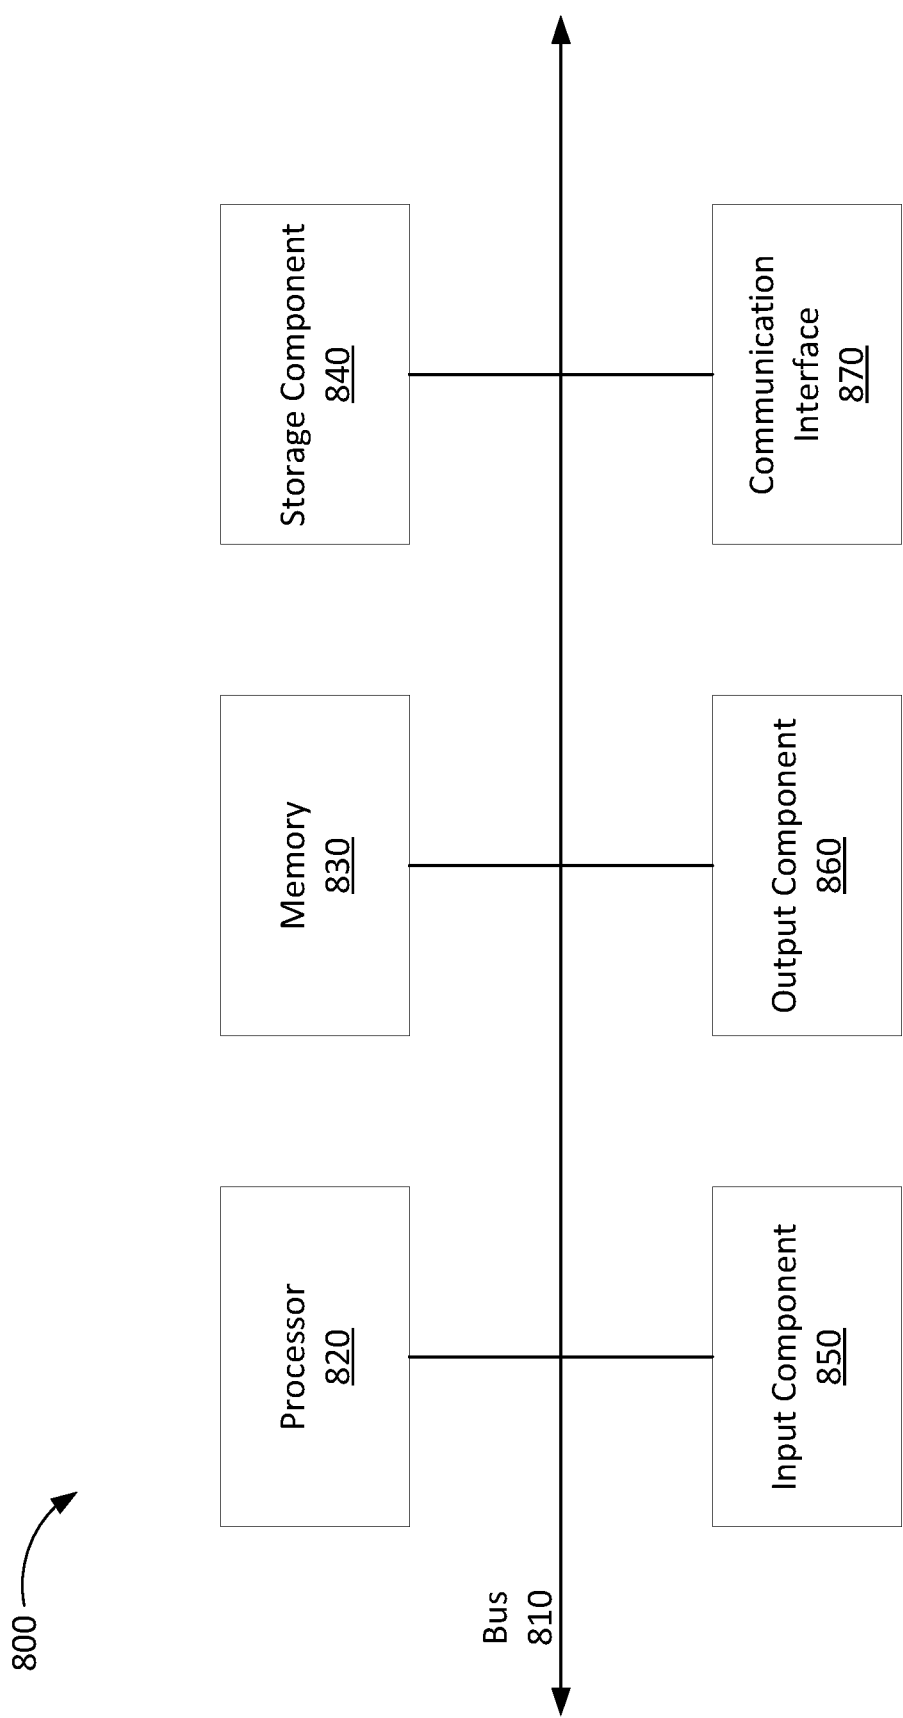 800
Processor
820
Memory
830
Storage Component
840
Bus
810
Input Component
850
Output Component
860
Communication
Interface
870